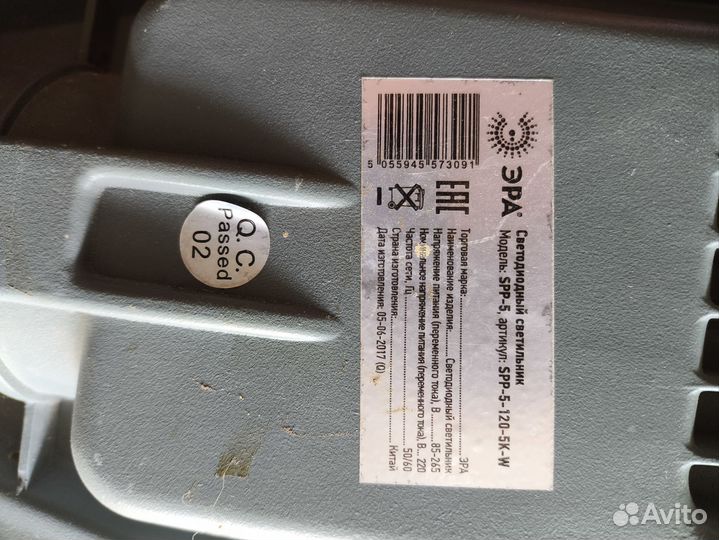 ЭРА®
Светодиодный светильник
Модель: SPP-5, артикул: SPP-5-120-5K-W
5 055945 573091
EAC
Торговая марка:.......ЭРА
Наименование изделия:.......Светодиодный светильник
Напряжение питания (переменного тока), В.......85-265
Номинальное напряжение питания (переменного тока), В...220
Частота сети, Гц.......50/60
Страна изготовления:.......Китай
Дата изготовления: 05-06-2017 (Q)
Q.C.
Passed
02
Avito